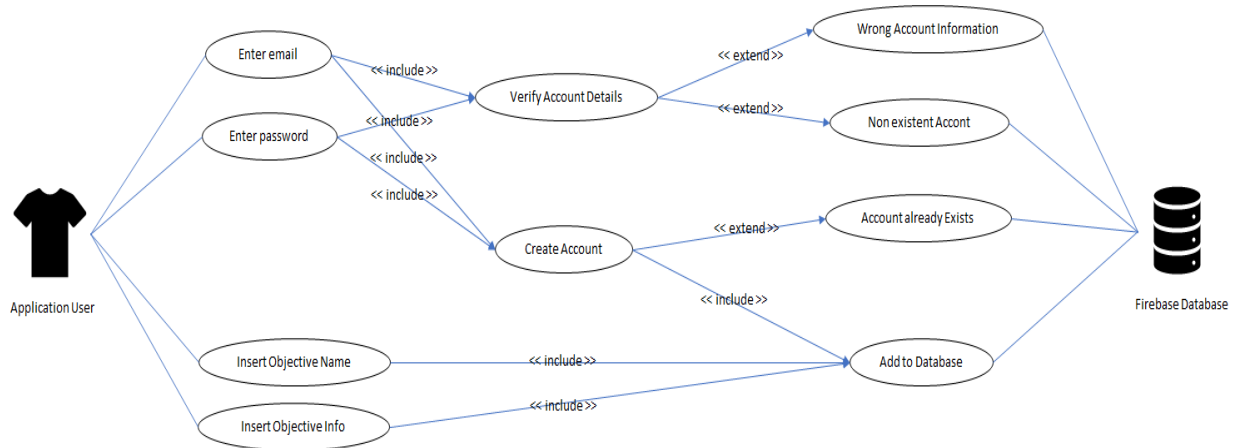 Wrong Account Information
Enter email
<< extend >>
<< include >>
Verify Account Details
<< extend >>
Non existent Accont
<< include >>
Enter password
<< include >>
<< include >>
Account already Exists
<< extend >>
Create Account
<< include >>
Application User
Firebase Database
Insert Objective Name
<< include >>
Add to Database
<< include >>
Insert Objective Info